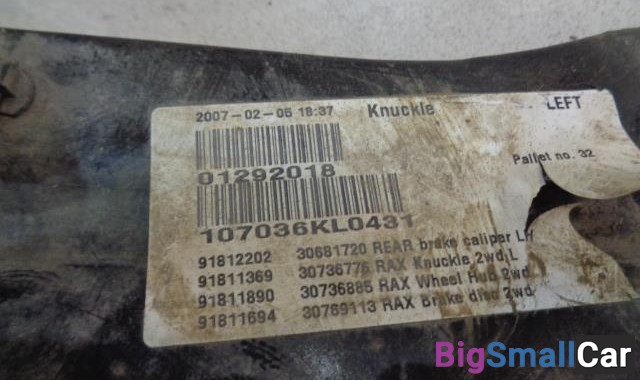 2007-02-05 18:37 Knuckle LEFT
01292018
Pallet no. 32
107036KL0431
91812202 30681720 REAR brake caliper LH
91811369 30736776 RAX Knuckle 2wd,L
91811890 30736885 RAX Wheel Hub 2wd
91811694 30769113 RAX Brake disc 2wd
BigSmallCar